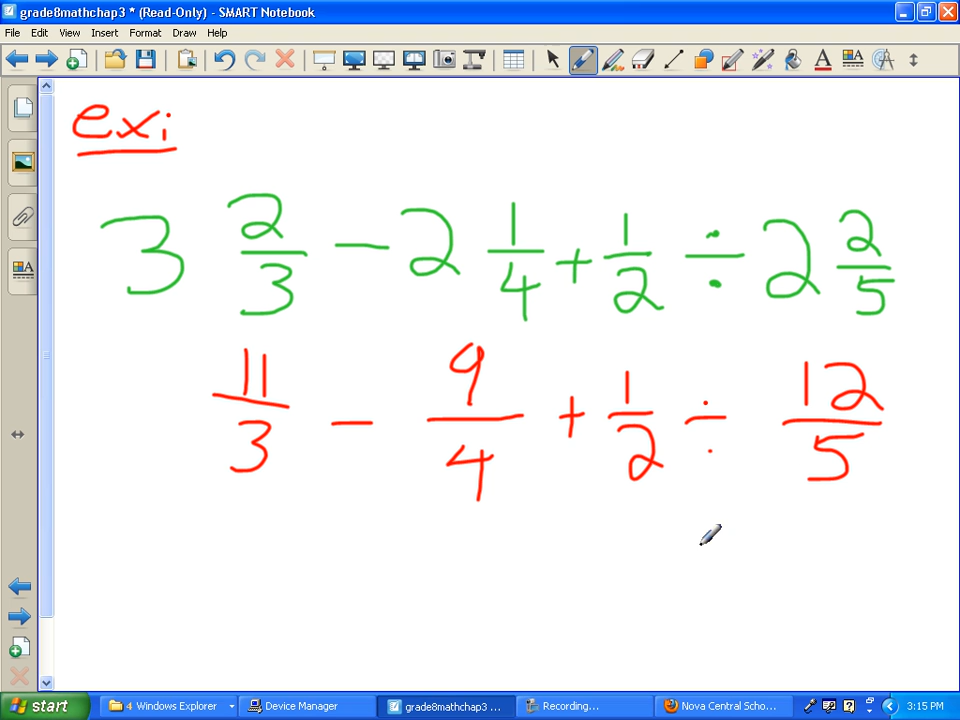 grade8mathchap3 * (Read-Only) - SMART Notebook
File Edit View Insert Format Draw Help
exi
3 2/3 - 2 1/4 + 1/2 ÷ 2 2/5
11/3 - 9/4 + 1/2 ÷ 12/5
start 4 Windows Explorer Device Manager grade8mathchap3 ... Recording... Nova Central Scho... 3:15 PM